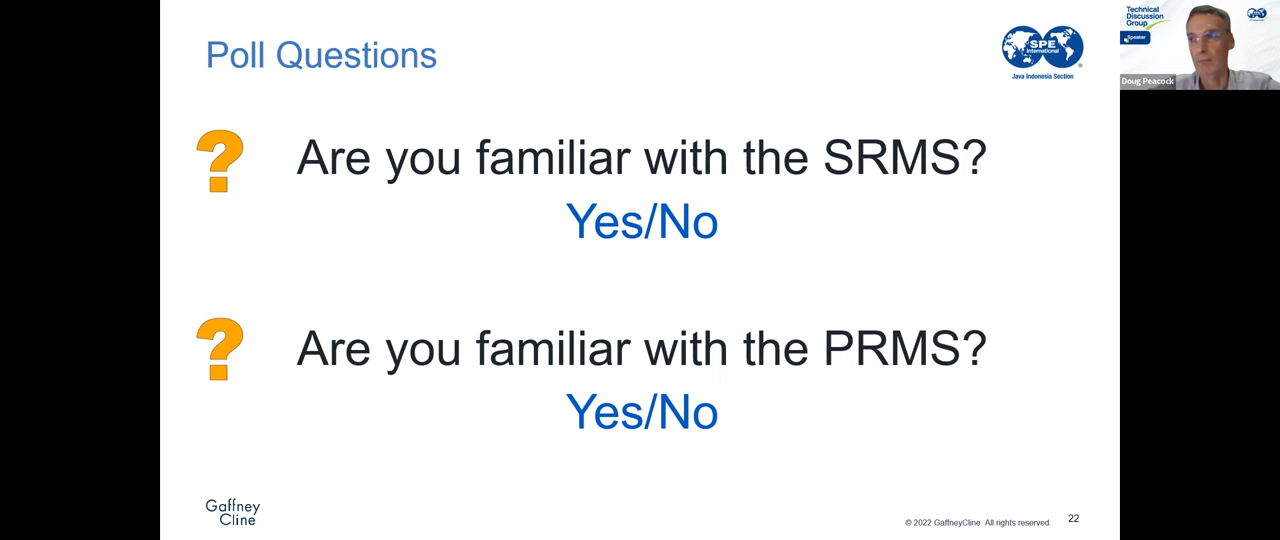 Poll Questions
SPE
International
®
Java Indonesia Section
Technical
Discussion
Group
Speaker
Doug Peacock
?
Are you familiar with the SRMS?
Yes/No
?
Are you familiar with the PRMS?
Yes/No
Gaffney
Cline
© 2022 GaffneyCline. All rights reserved.
22